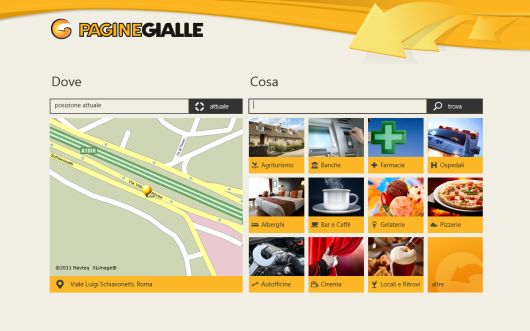 PAGINEGIALLE
Dove
Cosa
posizione attuale
attuale
trova
Agriturismo
Banche
Farmacie
Ospedali
Alberghi
Bar e Caffè
Gelaterie
Pizzerie
©2011 Navteq XLimage®
Autofficine
Cinema
Locali e Ritrovi
altre
Viale Luigi Schiavonetti, Roma